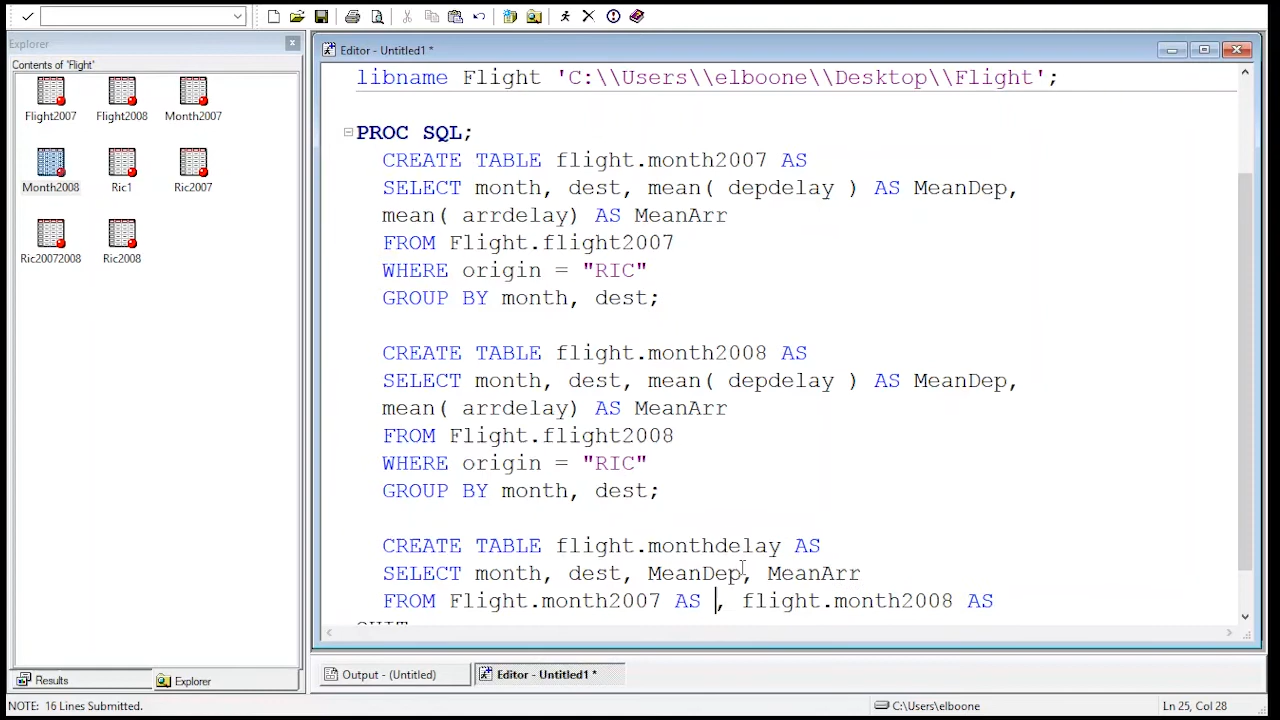 Explorer
Contents of 'Flight'
Flight2007
Flight2008
Month2007
Month2008
Ric1
Ric2007
Ric20072008
Ric2008
Editor - Untitled1 *
libname Flight 'C:\\Users\\elboone\\Desktop\\Flight';
PROC SQL;
CREATE TABLE flight.month2007 AS
SELECT month, dest, mean( depdelay ) AS MeanDep,
mean( arrdelay) AS MeanArr
FROM Flight.flight2007
WHERE origin = "RIC"
GROUP BY month, dest;
CREATE TABLE flight.month2008 AS
SELECT month, dest, mean( depdelay ) AS MeanDep,
mean( arrdelay) AS MeanArr
FROM Flight.flight2008
WHERE origin = "RIC"
GROUP BY month, dest;
CREATE TABLE flight.monthdelay AS
SELECT month, dest, MeanDep, MeanArr
FROM Flight.month2007 AS , flight.month2008 AS
QUIT
Results
Explorer
Output - (Untitled)
Editor - Untitled1 *
NOTE: 16 Lines Submitted.
C:\Users\elboone
Ln 25, Col 28